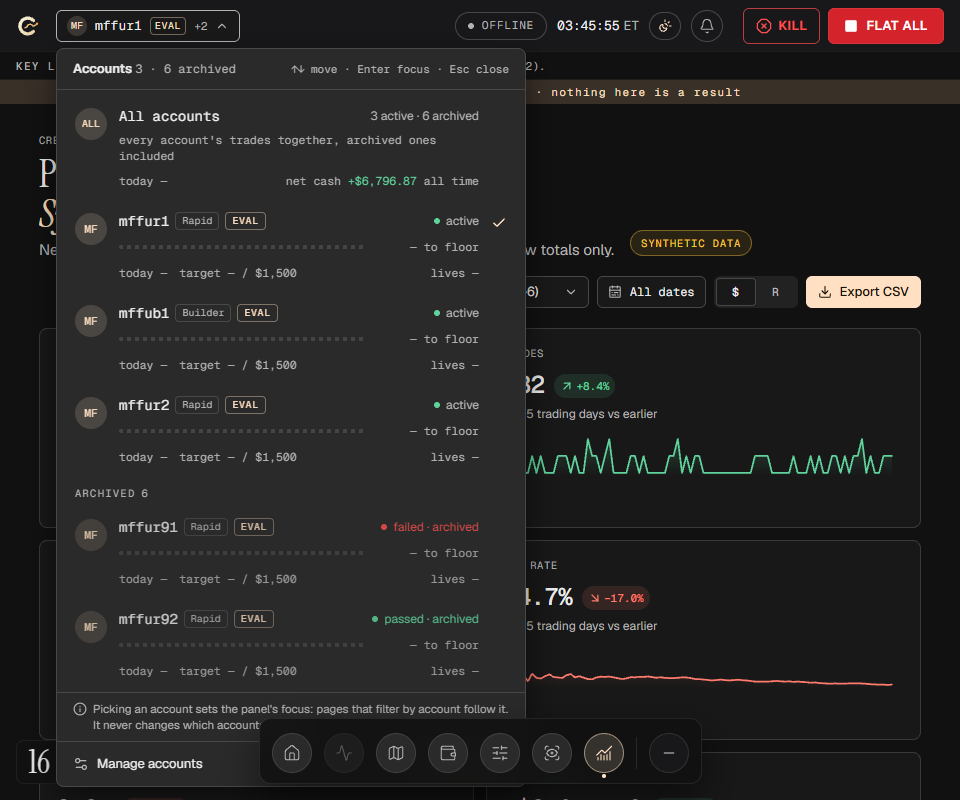 MF mffur1 EVAL +2
OFFLINE 03:45:55 ET KILL FLAT ALL
KEY L 2).
Accounts 3 · 6 archived move · Enter focus · Esc close
· nothing here is a result
ALL All accounts 3 active · 6 archived
every account's trades together, archived ones
included
today — net cash +$6,796.87 all time
MF mffur1 Rapid EVAL active
— to floor
today — target — / $1,500 lives —
MF mffub1 Builder EVAL active
— to floor
today — target — / $1,500 lives —
MF mffur2 Rapid EVAL active
— to floor
today — target — / $1,500 lives —
ARCHIVED 6
MF mffur91 Rapid EVAL failed · archived
— to floor
today — target — / $1,500 lives —
MF mffur92 Rapid EVAL passed · archived
— to floor
today — target — / $1,500 lives —
Picking an account sets the panel's focus: pages that filter by account follow it.
It never changes which account
Manage accounts
CRE
P
S
Ne
w totals only. SYNTHETIC DATA
6) All dates $ R Export CSV
DES
32 +8.4%
5 trading days vs earlier
RATE
4.7% −17.0%
5 trading days vs earlier
16